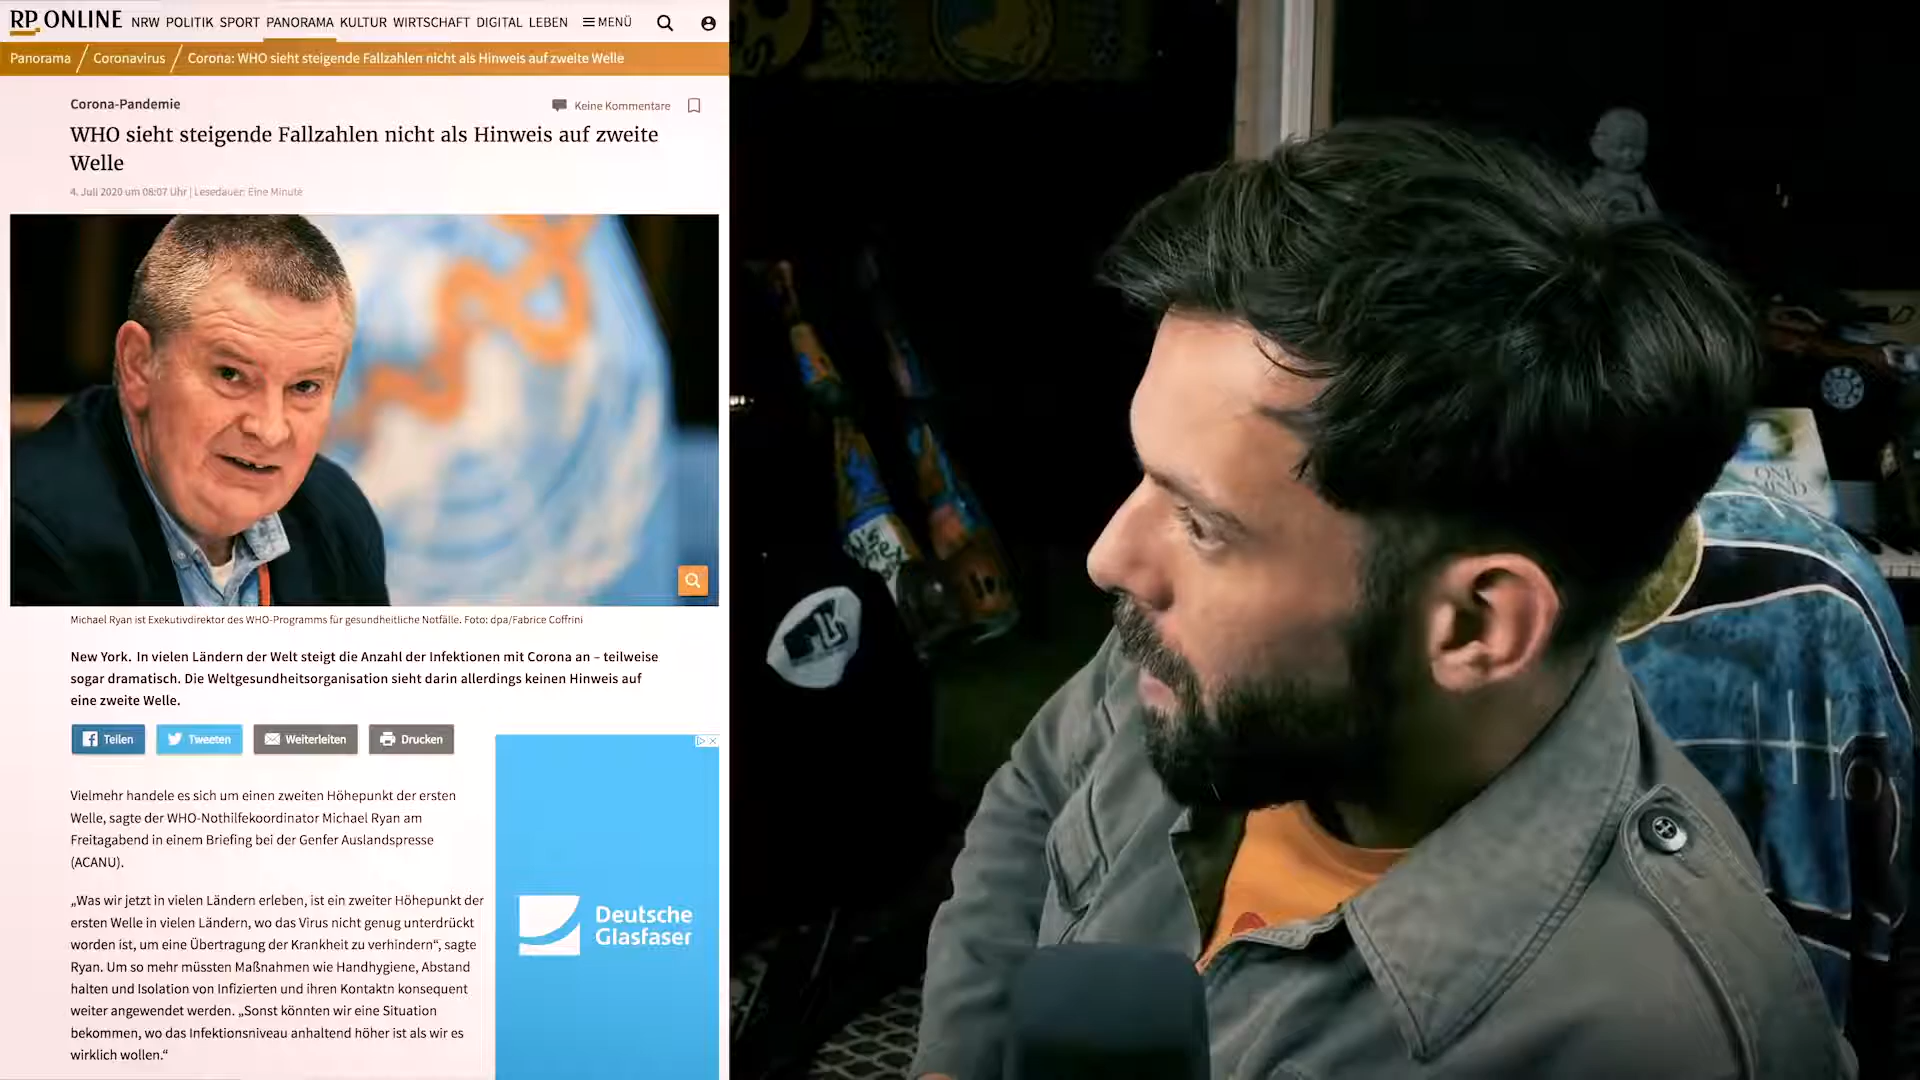 RP ONLINE NRW POLITIK SPORT PANORAMA KULTUR WIRTSCHAFT DIGITAL LEBEN MENÜ
Panorama / Coronavirus / Corona: WHO sieht steigende Fallzahlen nicht als Hinweis auf zweite Welle
Corona-Pandemie
Keine Kommentare
WHO sieht steigende Fallzahlen nicht als Hinweis auf zweite
Welle
4. Juli 2020 um 08:07 Uhr | Lesedauer: Eine Minute
Michael Ryan ist Exekutivdirektor des WHO-Programms für gesundheitliche Notfälle. Foto: dpa/Fabrice Coffrini
New York. In vielen Ländern der Welt steigt die Anzahl der Infektionen mit Corona an – teilweise
sogar dramatisch. Die Weltgesundheitsorganisation sieht darin allerdings keinen Hinweis auf
eine zweite Welle.
Teilen
Tweeten
Weiterleiten
Drucken
Vielmehr handele es sich um einen zweiten Höhepunkt der ersten
Welle, sagte der WHO-Nothilfekoordinator Michael Ryan am
Freitagabend in einem Briefing bei der Genfer Auslandspresse
(ACANU).
„Was wir jetzt in vielen Ländern erleben, ist ein zweiter Höhepunkt der
ersten Welle in vielen Ländern, wo das Virus nicht genug unterdrückt
worden ist, um eine Übertragung der Krankheit zu verhindern“, sagte
Ryan. Um so mehr müssten Maßnahmen wie Handhygiene, Abstand
halten und Isolation von Infizierten und ihren Kontaktn konsequent
weiter angewendet werden. „Sonst könnten wir eine Situation
bekommen, wo das Infektionsniveau anhaltend höher ist als wir es
wirklich wollen.“
Deutsche
Glasfaser
ONE
MIND